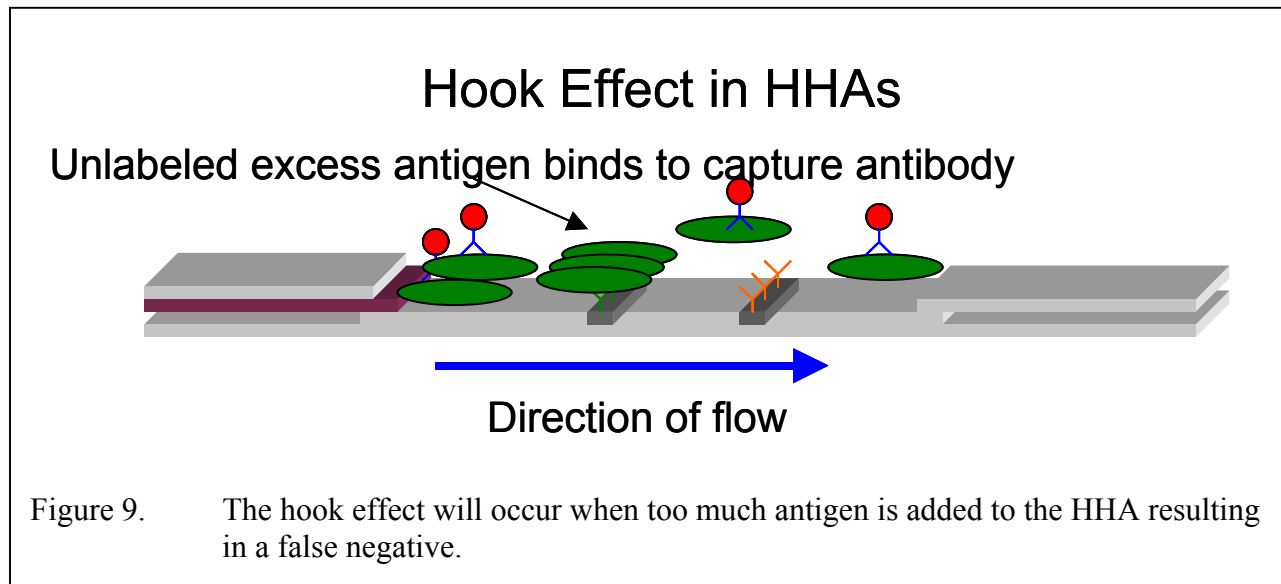 Hook Effect in HHAs
Unlabeled excess antigen binds to capture antibody
Direction of flow
Figure 9. The hook effect will occur when too much antigen is added to the HHA resulting
in a false negative.